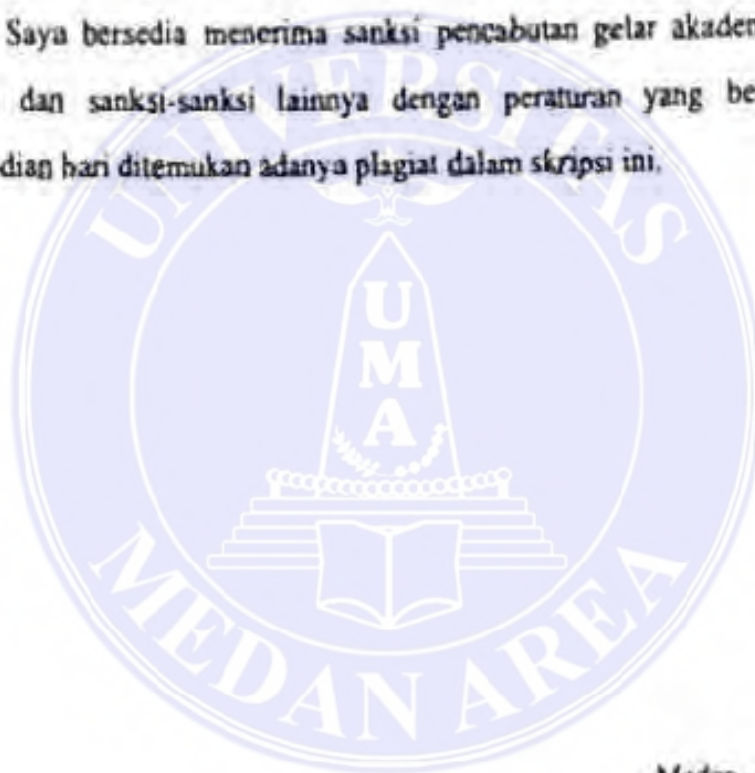 Saya bersedia menerima sanksi pencabutan gelar akadem
dan sanksi-sanksi lainnya dengan peraturan yang be
dian hari ditemukan adanya plagiat dalam skripsi ini.
UNIVERSITAS
U
M
A
MEDAN AREA